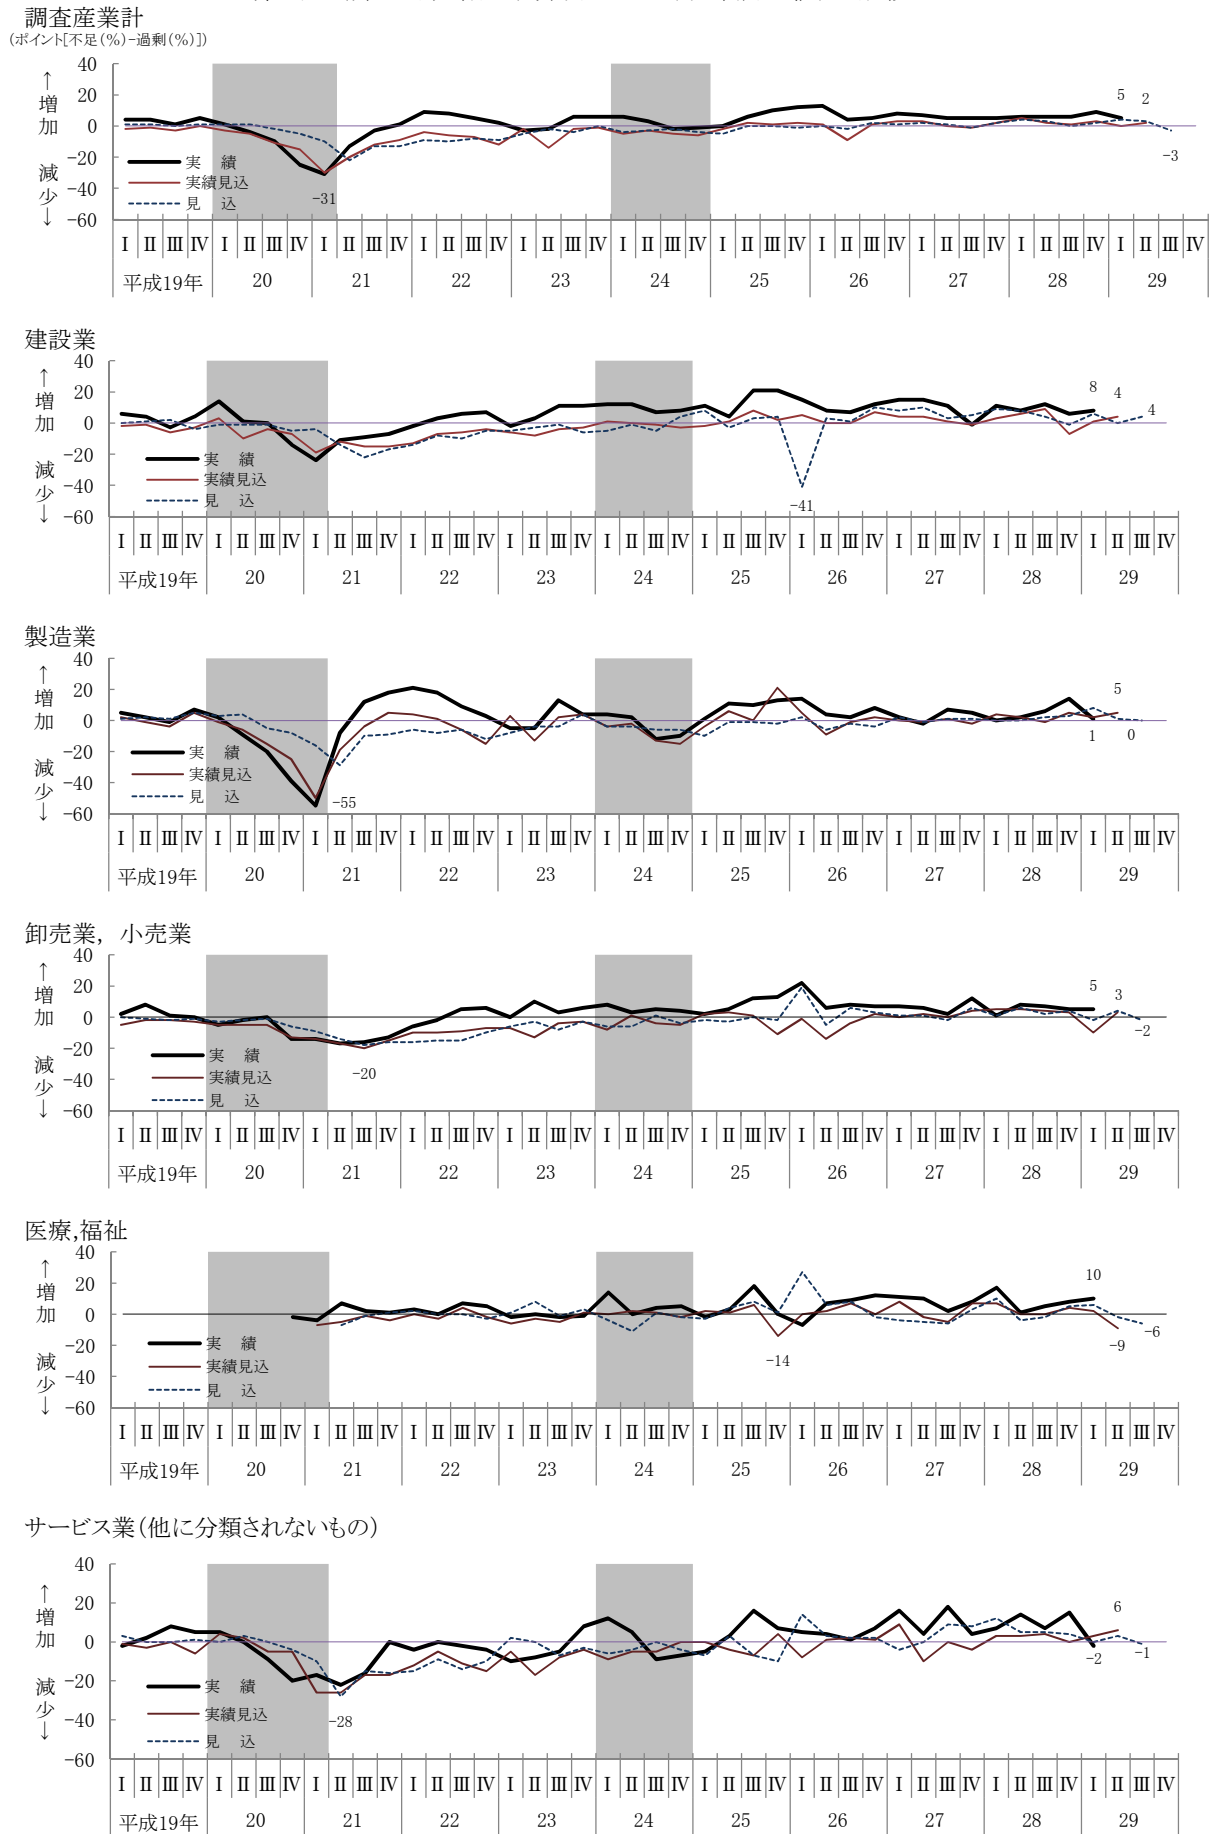 調査産業計
(ポイント[不足(%)-過剰(%)])
↑増加 減少↓
40
20
0
-20
-40
-60
実 績
実績見込
見 込
-31
5
2
-3
Ⅰ Ⅱ Ⅲ Ⅳ Ⅰ Ⅱ Ⅲ Ⅳ Ⅰ Ⅱ Ⅲ Ⅳ Ⅰ Ⅱ Ⅲ Ⅳ Ⅰ Ⅱ Ⅲ Ⅳ Ⅰ Ⅱ Ⅲ Ⅳ Ⅰ Ⅱ Ⅲ Ⅳ Ⅰ Ⅱ Ⅲ Ⅳ Ⅰ Ⅱ Ⅲ Ⅳ Ⅰ Ⅱ Ⅲ Ⅳ Ⅰ Ⅱ Ⅲ Ⅳ
平成19年 20 21 22 23 24 25 26 27 28 29
建設業
↑増加 減少↓
40
20
0
-20
-40
-60
実 績
実績見込
見 込
-41
8
4
4
Ⅰ Ⅱ Ⅲ Ⅳ Ⅰ Ⅱ Ⅲ Ⅳ Ⅰ Ⅱ Ⅲ Ⅳ Ⅰ Ⅱ Ⅲ Ⅳ Ⅰ Ⅱ Ⅲ Ⅳ Ⅰ Ⅱ Ⅲ Ⅳ Ⅰ Ⅱ Ⅲ Ⅳ Ⅰ Ⅱ Ⅲ Ⅳ Ⅰ Ⅱ Ⅲ Ⅳ Ⅰ Ⅱ Ⅲ Ⅳ Ⅰ Ⅱ Ⅲ Ⅳ
平成19年 20 21 22 23 24 25 26 27 28 29
製造業
↑増加 減少↓
40
20
0
-20
-40
-60
実 績
実績見込
見 込
-55
5
1
0
Ⅰ Ⅱ Ⅲ Ⅳ Ⅰ Ⅱ Ⅲ Ⅳ Ⅰ Ⅱ Ⅲ Ⅳ Ⅰ Ⅱ Ⅲ Ⅳ Ⅰ Ⅱ Ⅲ Ⅳ Ⅰ Ⅱ Ⅲ Ⅳ Ⅰ Ⅱ Ⅲ Ⅳ Ⅰ Ⅱ Ⅲ Ⅳ Ⅰ Ⅱ Ⅲ Ⅳ Ⅰ Ⅱ Ⅲ Ⅳ Ⅰ Ⅱ Ⅲ Ⅳ
平成19年 20 21 22 23 24 25 26 27 28 29
卸売業，小売業
↑増加 減少↓
40
20
0
-20
-40
-60
実 績
実績見込
見 込
-20
5
3
-2
Ⅰ Ⅱ Ⅲ Ⅳ Ⅰ Ⅱ Ⅲ Ⅳ Ⅰ Ⅱ Ⅲ Ⅳ Ⅰ Ⅱ Ⅲ Ⅳ Ⅰ Ⅱ Ⅲ Ⅳ Ⅰ Ⅱ Ⅲ Ⅳ Ⅰ Ⅱ Ⅲ Ⅳ Ⅰ Ⅱ Ⅲ Ⅳ Ⅰ Ⅱ Ⅲ Ⅳ Ⅰ Ⅱ Ⅲ Ⅳ Ⅰ Ⅱ Ⅲ Ⅳ
平成19年 20 21 22 23 24 25 26 27 28 29
医療,福祉
↑増加 減少↓
40
20
0
-20
-40
-60
実 績
実績見込
見 込
-14
10
-9
-6
Ⅰ Ⅱ Ⅲ Ⅳ Ⅰ Ⅱ Ⅲ Ⅳ Ⅰ Ⅱ Ⅲ Ⅳ Ⅰ Ⅱ Ⅲ Ⅳ Ⅰ Ⅱ Ⅲ Ⅳ Ⅰ Ⅱ Ⅲ Ⅳ Ⅰ Ⅱ Ⅲ Ⅳ Ⅰ Ⅱ Ⅲ Ⅳ Ⅰ Ⅱ Ⅲ Ⅳ Ⅰ Ⅱ Ⅲ Ⅳ Ⅰ Ⅱ Ⅲ Ⅳ
平成19年 20 21 22 23 24 25 26 27 28 29
サービス業(他に分類されないもの)
↑増加 減少↓
40
20
0
-20
-40
-60
実 績
実績見込
見 込
-28
6
-2
-1
Ⅰ Ⅱ Ⅲ Ⅳ Ⅰ Ⅱ Ⅲ Ⅳ Ⅰ Ⅱ Ⅲ Ⅳ Ⅰ Ⅱ Ⅲ Ⅳ Ⅰ Ⅱ Ⅲ Ⅳ Ⅰ Ⅱ Ⅲ Ⅳ Ⅰ Ⅱ Ⅲ Ⅳ Ⅰ Ⅱ Ⅲ Ⅳ Ⅰ Ⅱ Ⅲ Ⅳ Ⅰ Ⅱ Ⅲ Ⅳ Ⅰ Ⅱ Ⅲ Ⅳ
平成19年 20 21 22 23 24 25 26 27 28 29